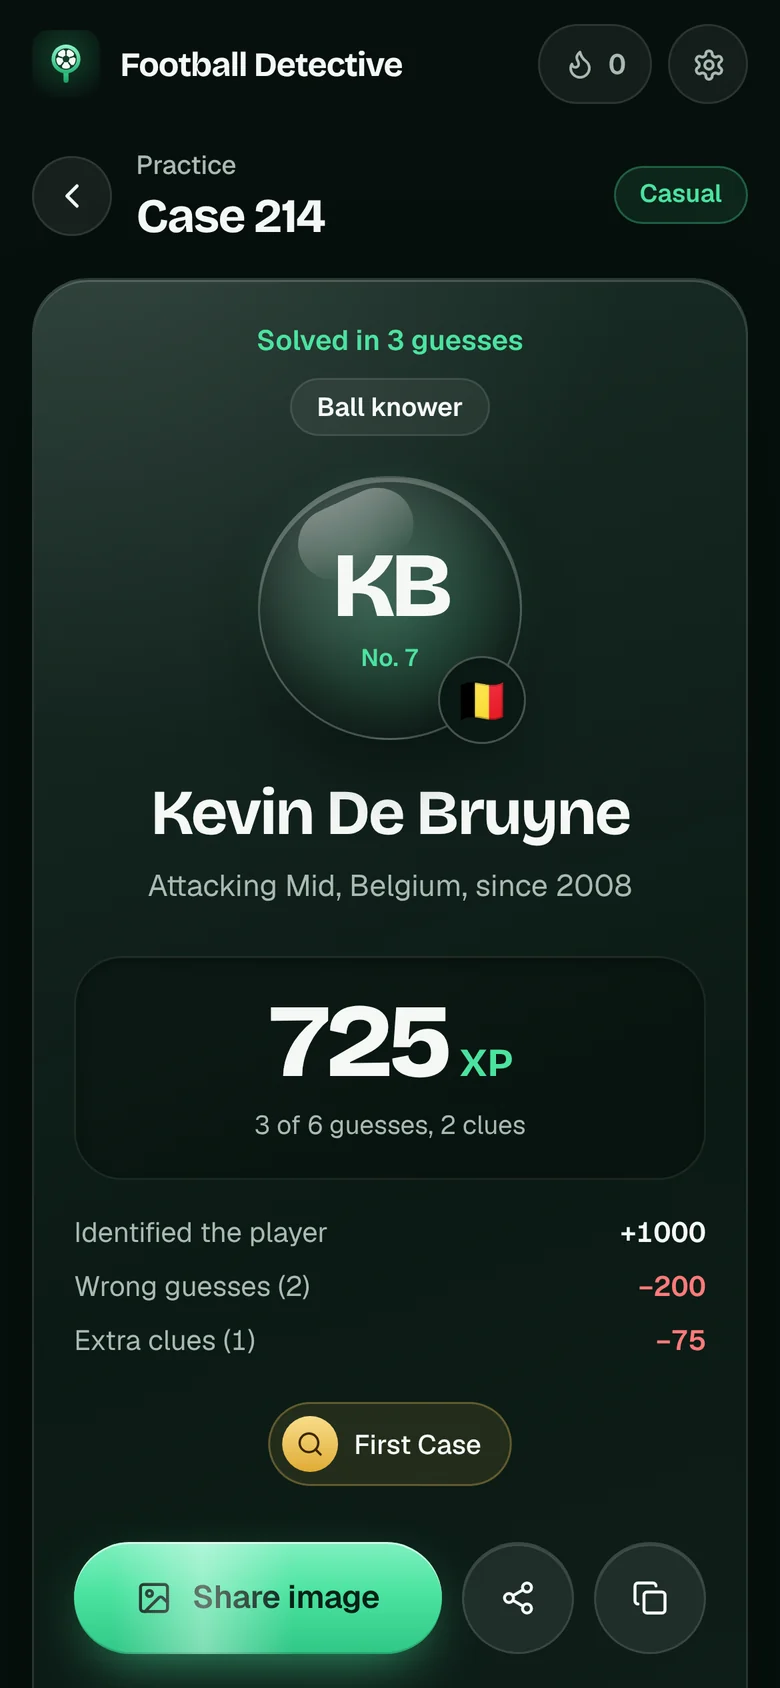 Football Detective
0
Practice
Case 214
Casual
Solved in 3 guesses
Ball knower
KB
No. 7
Kevin De Bruyne
Attacking Mid, Belgium, since 2008
725 XP
3 of 6 guesses, 2 clues
Identified the player +1000
Wrong guesses (2) −200
Extra clues (1) −75
First Case
Share image